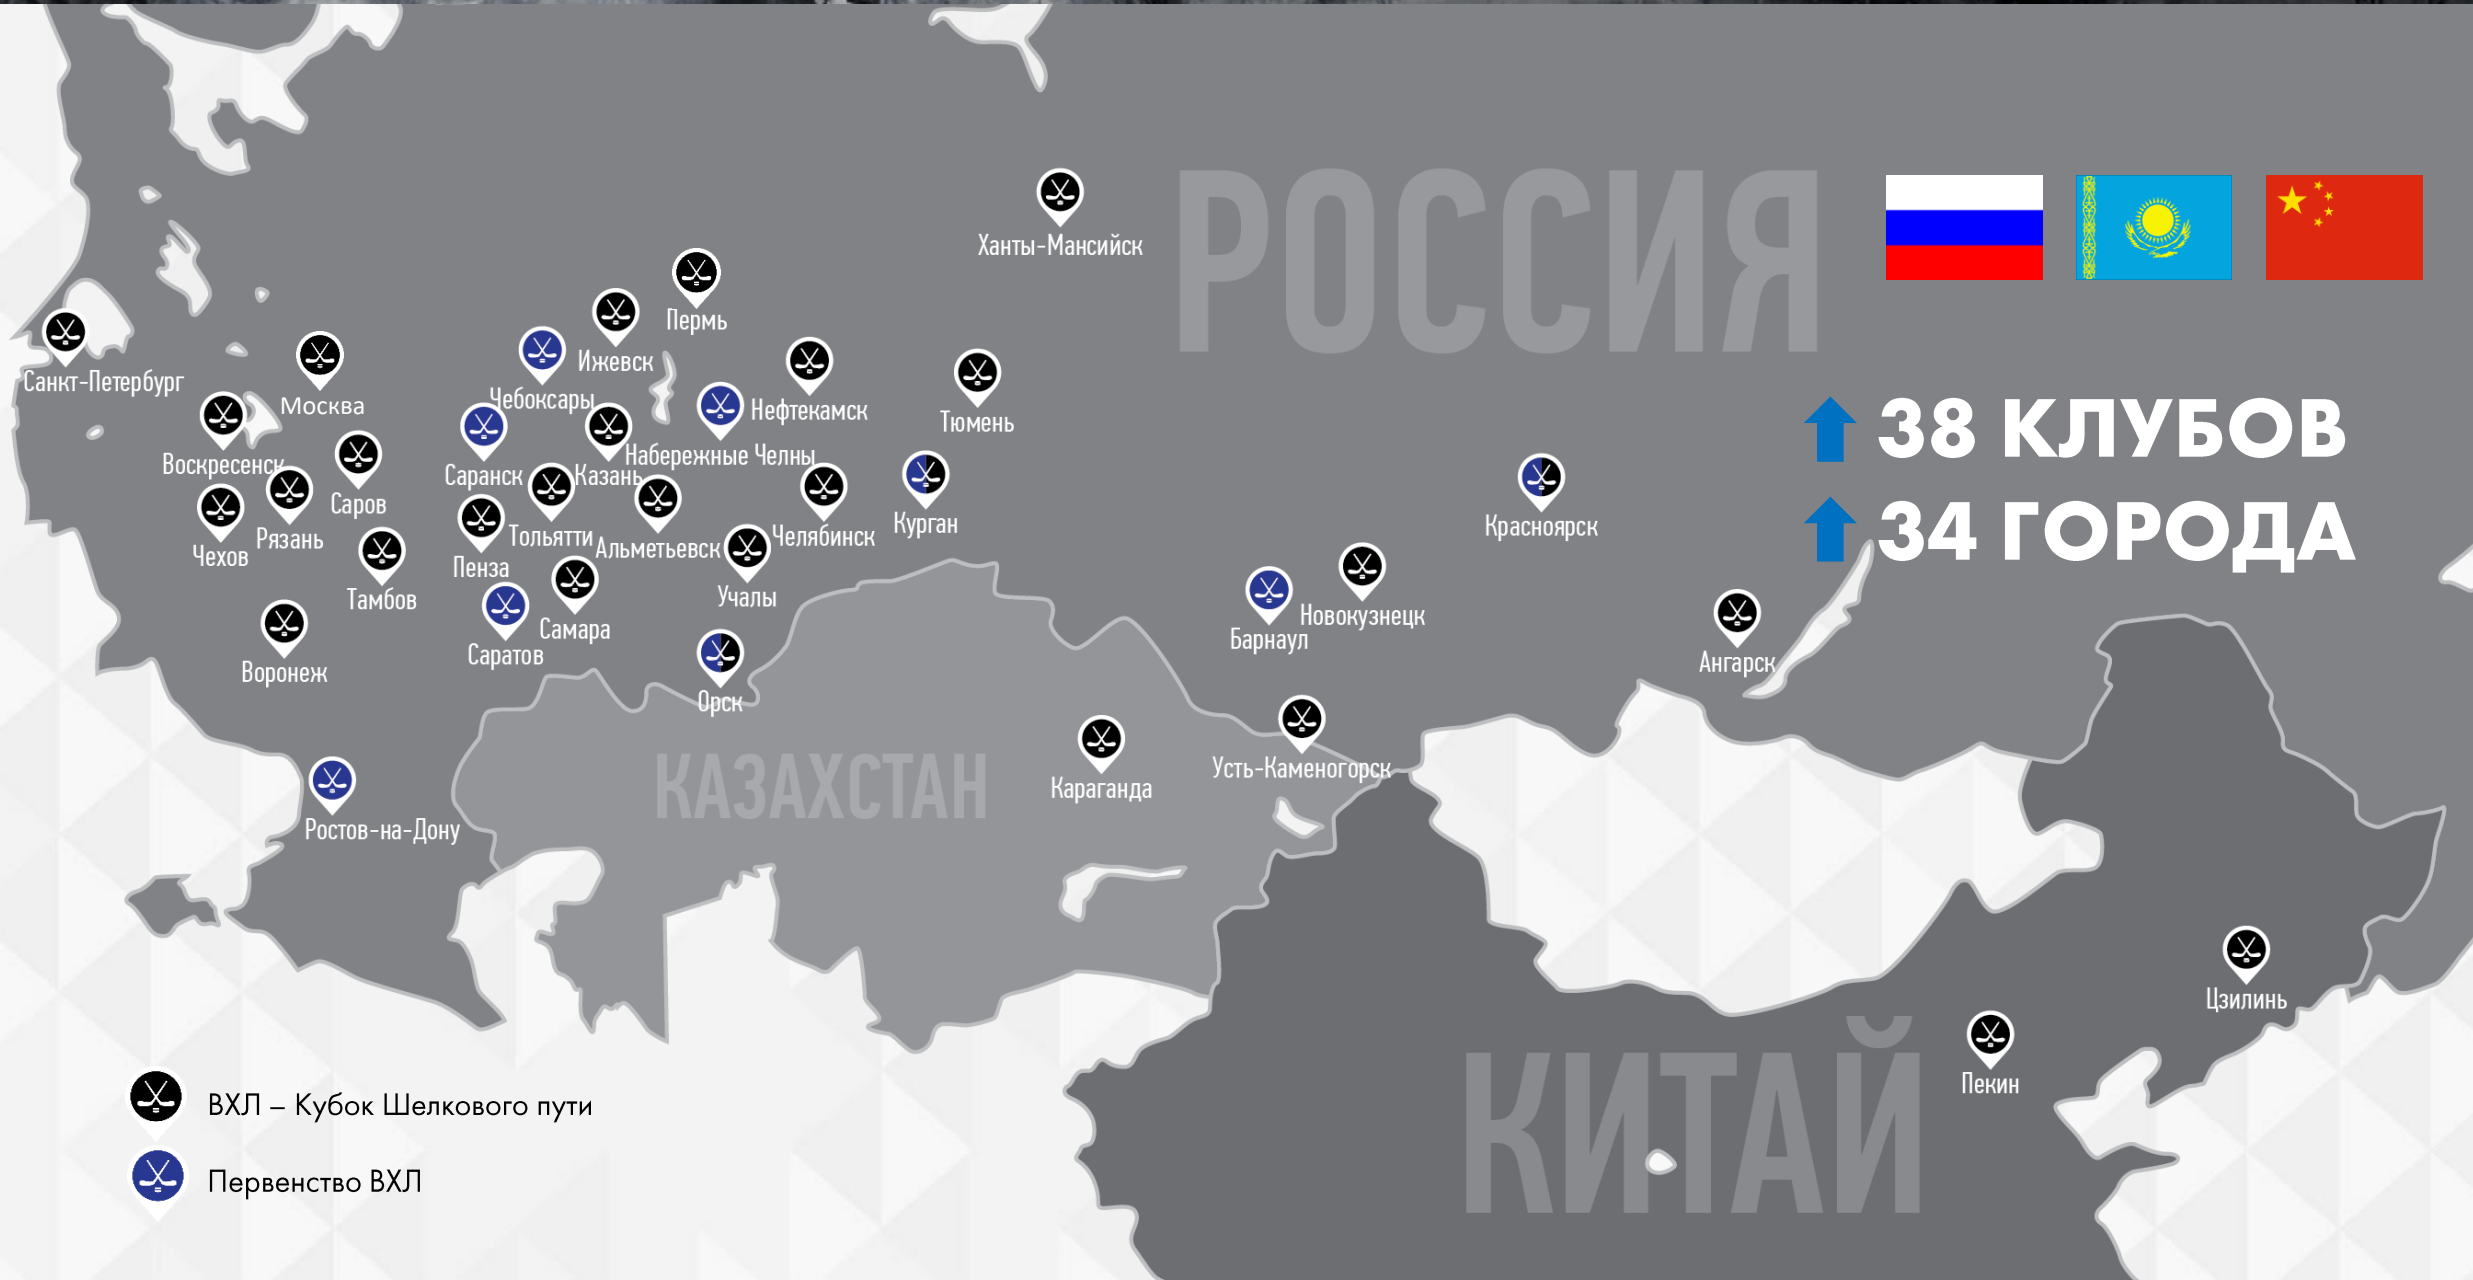 РОССИЯ
Ханты-Мансийск
Пермь
Ижевск
Санкт-Петербург
Москва
Чебоксары
Нефтекамск
Тюмень
38 КЛУБОВ
Воскресенск
Набережные Челны
Саранск
Казань
Саров
34 ГОРОДА
Курган
Красноярск
Рязань
Тольятти
Челябинск
Чехов
Альметьевск
Пенза
Тамбов
Учалы
Новокузнецк
Самара
Барнаул
Саратов
Ангарск
Воронеж
Орск
Усть-Каменогорск
КАЗАХСТАН
Караганда
Ростов-на-Дону
Цзилинь
Пекин
КИТАЙ
ВХЛ – Кубок Шелкового пути
Первенство ВХЛ